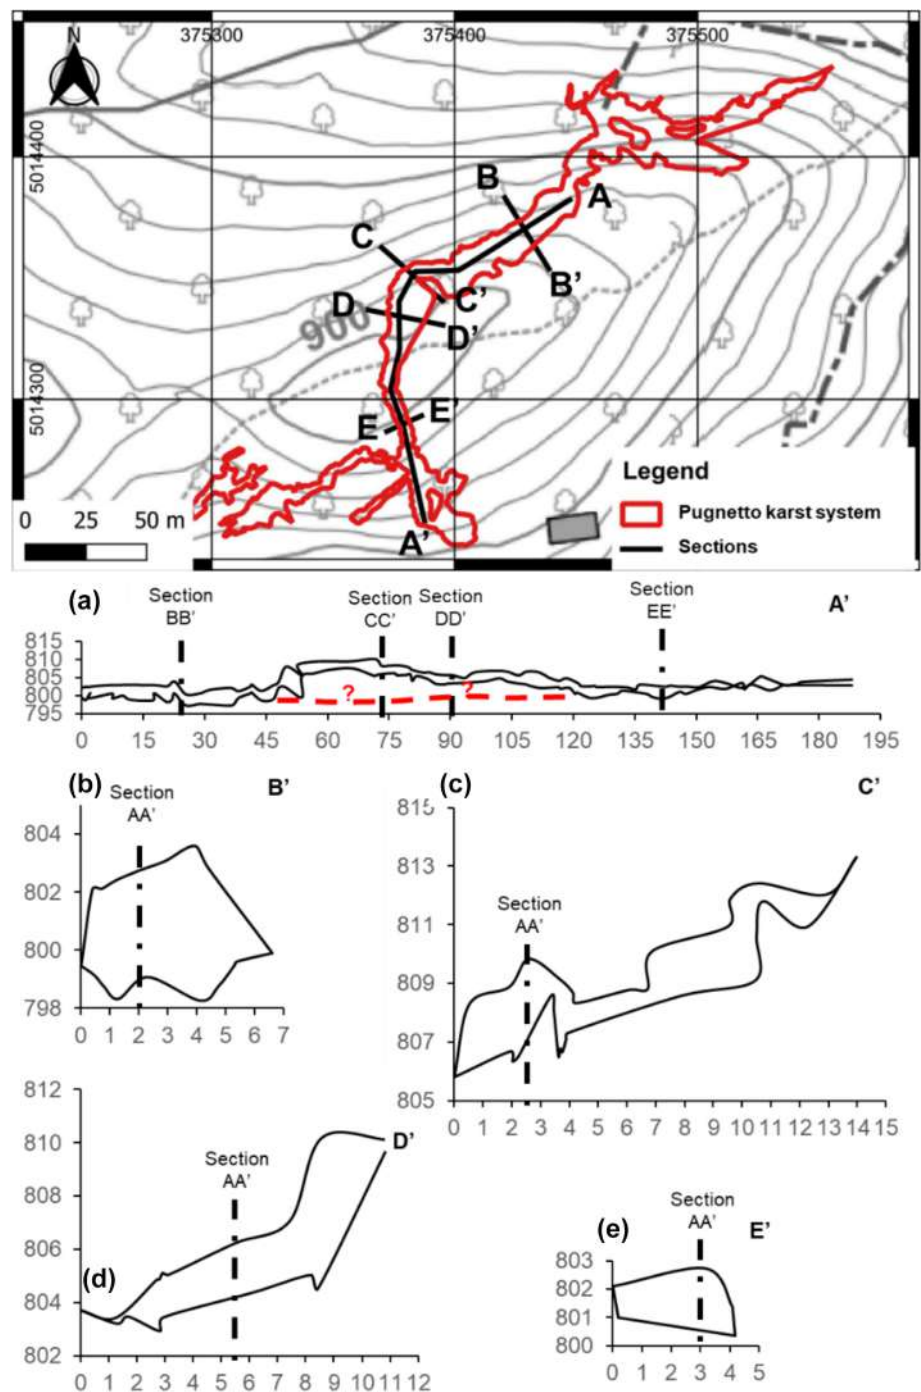 N
375300
375400
375500
5014400
5014300
B
A
C
B'
C'
D
900
D'
E'
E
A'
0 25 50 m
Legend
Pugnetto karst system
Sections
(a)
Section
BB'
Section
CC'
Section
DD'
Section
EE'
A'
815
810
805
800
795
?
?
0 15 30 45 60 75 90 105 120 135 150 165 180 195
(b)
Section
AA'
B'
804
802
800
798
0 1 2 3 4 5 6 7
(c)
C'
815
813
811
809
807
805
Section
AA'
0 1 2 3 4 5 6 7 8 9 10 11 12 13 14 15
812
810
808
806
804
802
Section
AA'
D'
(d)
0 1 2 3 4 5 6 7 8 9 10 11 12
Section
AA'
(e)
E'
803
802
801
800
0 1 2 3 4 5